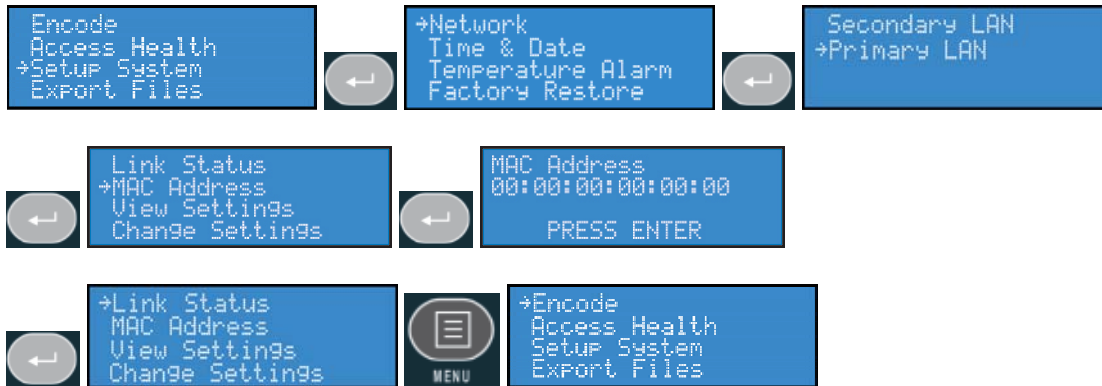 Encode
Access Health
→Setup System
Export Files
→Network
Time & Date
Temperature Alarm
Factory Restore
Secondary LAN
→Primary LAN
Link Status
→MAC Address
View Settings
Change Settings
MAC Address
00:00:00:00:00:00
PRESS ENTER
→Link Status
MAC Address
View Settings
Change Settings
MENU
→Encode
Access Health
Setup System
Export Files